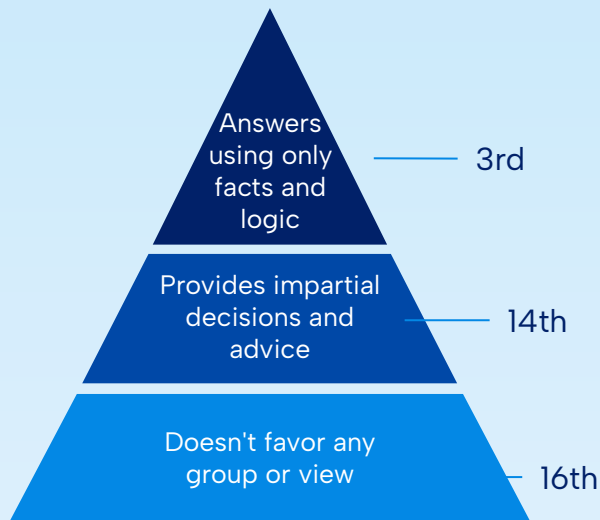 Answers
using only
facts and
logic
3rd
Provides impartial
decisions and
advice
14th
Doesn't favor any
group or view
16th